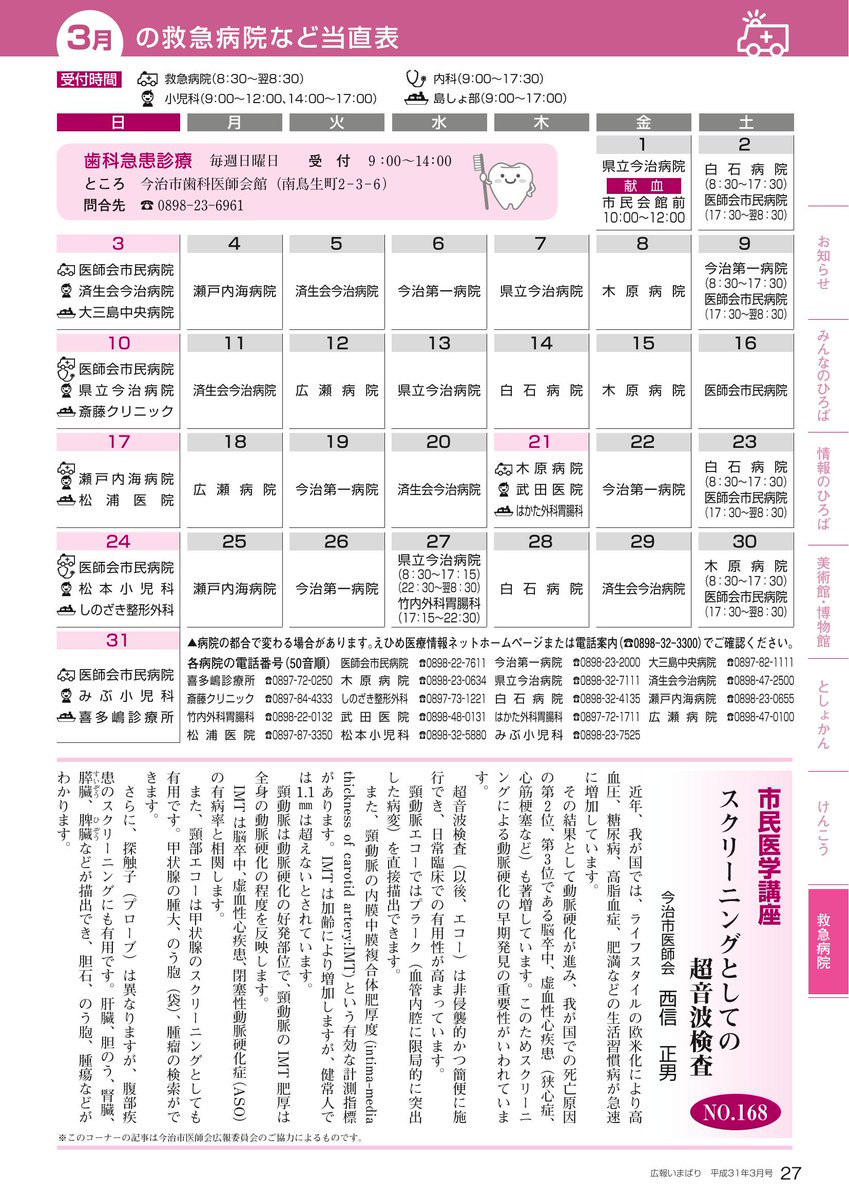 3月 の救急病院など当直表
受付時間 救急病院(8:30～翌8:30) 内科(9:00～17:30)
小児科(9:00～12:00、14:00～17:00) 島しょ部(9:00～17:00)
日 月 火 水 木 金 土
歯科急患診療 毎週日曜日 受付 9:00～14:00
ところ 今治市歯科医師会館(南鳥生町2-3-6)
問合先 ☎0898-23-6961
1
県立今治病院
献血
市民会館前
10:00～12:00
2
白石病院
(8:30～17:30)
医師会市民病院
(17:30～翌8:30)
3
医師会市民病院
済生会今治病院
大三島中央病院
4
瀬戸内海病院
5
済生会今治病院
6
今治第一病院
7
県立今治病院
8
木原病院
9
今治第一病院
(8:30～17:30)
医師会市民病院
(17:30～翌8:30)
10
医師会市民病院
県立今治病院
斎藤クリニック
11
済生会今治病院
12
広瀬病院
13
県立今治病院
14
白石病院
15
木原病院
16
医師会市民病院
17
瀬戸内海病院
松浦医院
18
広瀬病院
19
今治第一病院
20
済生会今治病院
21
木原病院
武田医院
はかた外科胃腸科
22
今治第一病院
23
白石病院
(8:30～17:30)
医師会市民病院
(17:30～翌8:30)
24
医師会市民病院
松本小児科
しのざき整形外科
25
瀬戸内海病院
26
今治第一病院
27
県立今治病院
(8:30～17:15)
(22:30～翌8:30)
竹内外科胃腸科
(17:15～22:30)
28
白石病院
29
済生会今治病院
30
木原病院
(8:30～17:30)
医師会市民病院
(17:30～翌8:30)
31
医師会市民病院
みぶ小児科
喜多嶋診療所
▲病院の都合で変わる場合があります。えひめ医療情報ネットホームページまたは電話案内(☎0898-32-3300)でご確認ください。
各病院の電話番号(50音順) 医師会市民病院 ☎0898-22-7611 今治第一病院 ☎0898-23-2000 大三島中央病院 ☎0897-82-1111
喜多嶋診療所 ☎0897-72-0250 木原病院 ☎0898-23-0634 県立今治病院 ☎0898-32-7111 済生会今治病院 ☎0898-47-2500
斎藤クリニック ☎0897-84-4333 しのざき整形外科 ☎0897-73-1221 白石病院 ☎0898-32-4135 瀬戸内海病院 ☎0898-23-0655
竹内外科胃腸科 ☎0898-22-0132 武田医院 ☎0898-48-0131 はかた外科胃腸科 ☎0897-72-1711 広瀬病院 ☎0898-47-0100
松浦医院 ☎0897-87-3350 松本小児科 ☎0898-32-5880 みぶ小児科 ☎0898-23-7525
市民医学講座
スクリーニングとしての
超音波検査
NO.168
今治市医師会 西信 正男
近年、我が国では、ライフスタイルの欧米化により高
血圧、糖尿病、高脂血症、肥満などの生活習慣病が急速
に増加しています。
その結果として動脈硬化が進み、我が国での死亡原因
の第2位、第3位である脳卒中、虚血性心疾患（狭心症、
心筋梗塞など）も著増しています。このためスクリーニ
ングによる動脈硬化の早期発見の重要性がいわれていま
す。
超音波検査（以後、エコー）は非侵襲的かつ簡便に施
行でき、日常臨床での有用性が高まっています。
頸動脈エコーではプラーク（血管内腔に限局的に突出
した病変）を直接描出できます。
また、頸動脈の内膜中膜複合体肥厚度(intima-media
thickness of carotid artery:IMT)という有効な計測指標
があります。IMTは加齢により増加しますが、健常人で
は1.1㎜は超えないとされています。
頸動脈は動脈硬化の好発部位で、頸動脈のIMT肥厚は
全身の動脈硬化の程度を反映します。
IMTは脳卒中、虚血性心疾患、閉塞性動脈硬化症(ASO)
の有病率と相関します。
また、頸部エコーは甲状腺のスクリーニングとしても
有用です。甲状腺の腫大、のう胞（袋）、腫瘤の検索がで
きます。
さらに、探触子（プローブ）は異なりますが、腹部疾
患のスクリーニングにも有用です。肝臓、胆のう、腎臓、
膵臓、脾臓などが描出でき、胆石、のう胞、腫瘍などが
すいぞう ひぞう
わかります。
※このコーナーの記事は今治市医師会広報委員会のご協力によるものです。
お知らせ
みんなのひろば
情報のひろば
美術館・博物館
としょかん
けんこう
救急病院
広報いまばり 平成31年3月号 27